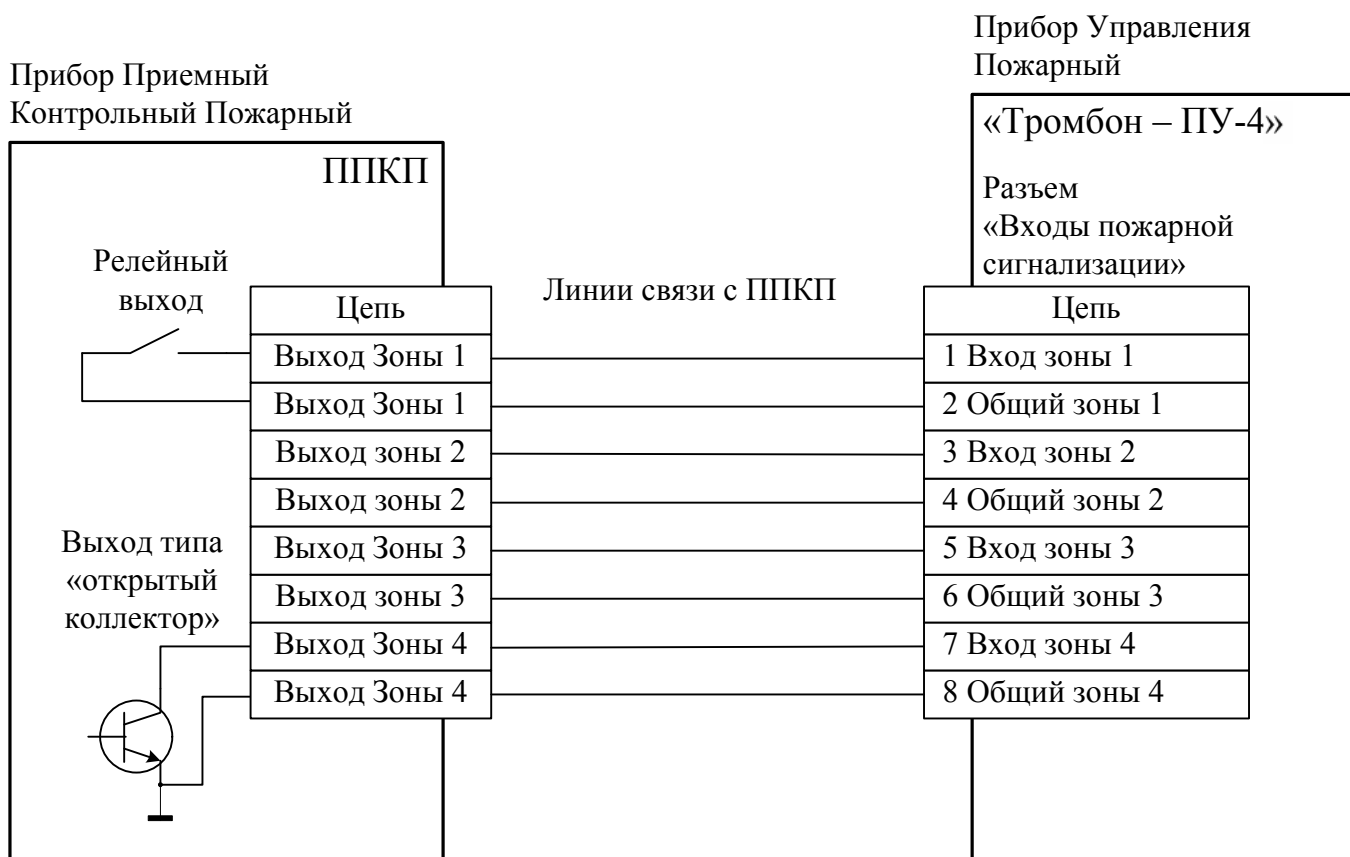 Прибор Приемный
Контрольный Пожарный
ППКП
Релейный
выход
Цепь
Выход Зоны 1
Выход Зоны 1
Выход зоны 2
Выход зоны 2
Выход Зоны 3
Выход зоны 3
Выход Зоны 4
Выход Зоны 4
Выход типа
«открытый
коллектор»
Линии связи с ППКП
Прибор Управления
Пожарный
«Тромбон – ПУ-4»
Разъем
«Входы пожарной
сигнализации»
Цепь
1 Вход зоны 1
2 Общий зоны 1
3 Вход зоны 2
4 Общий зоны 2
5 Вход зоны 3
6 Общий зоны 3
7 Вход зоны 4
8 Общий зоны 4